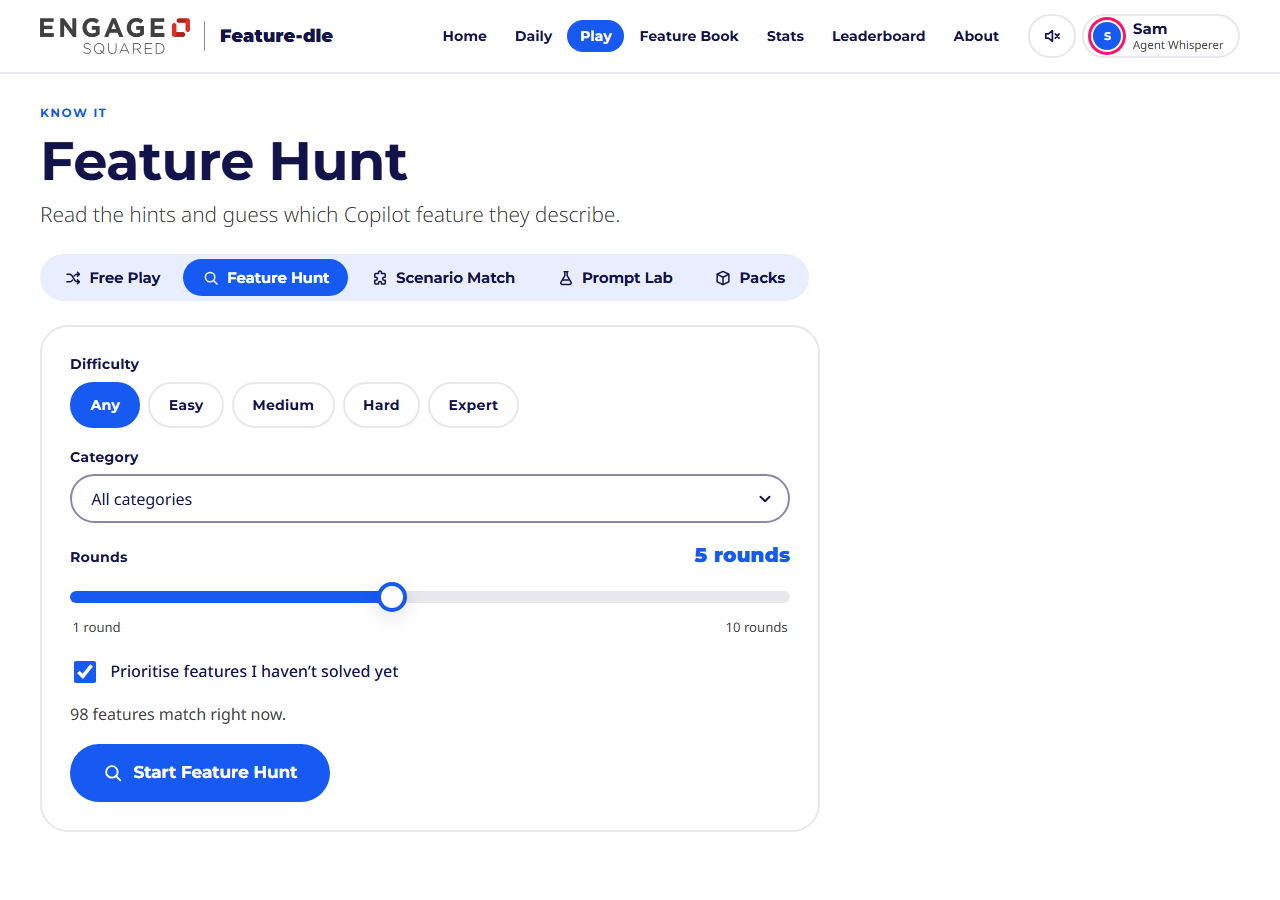 ENGAGE
SQUARED
Feature-dle
Home
Daily
Play
Feature Book
Stats
Leaderboard
About
S
Sam
Agent Whisperer
KNOW IT
Feature Hunt
Read the hints and guess which Copilot feature they describe.
Free Play
Feature Hunt
Scenario Match
Prompt Lab
Packs
Difficulty
Any
Easy
Medium
Hard
Expert
Category
All categories
Rounds
5 rounds
1 round
10 rounds
Prioritise features I haven’t solved yet
98 features match right now.
Start Feature Hunt